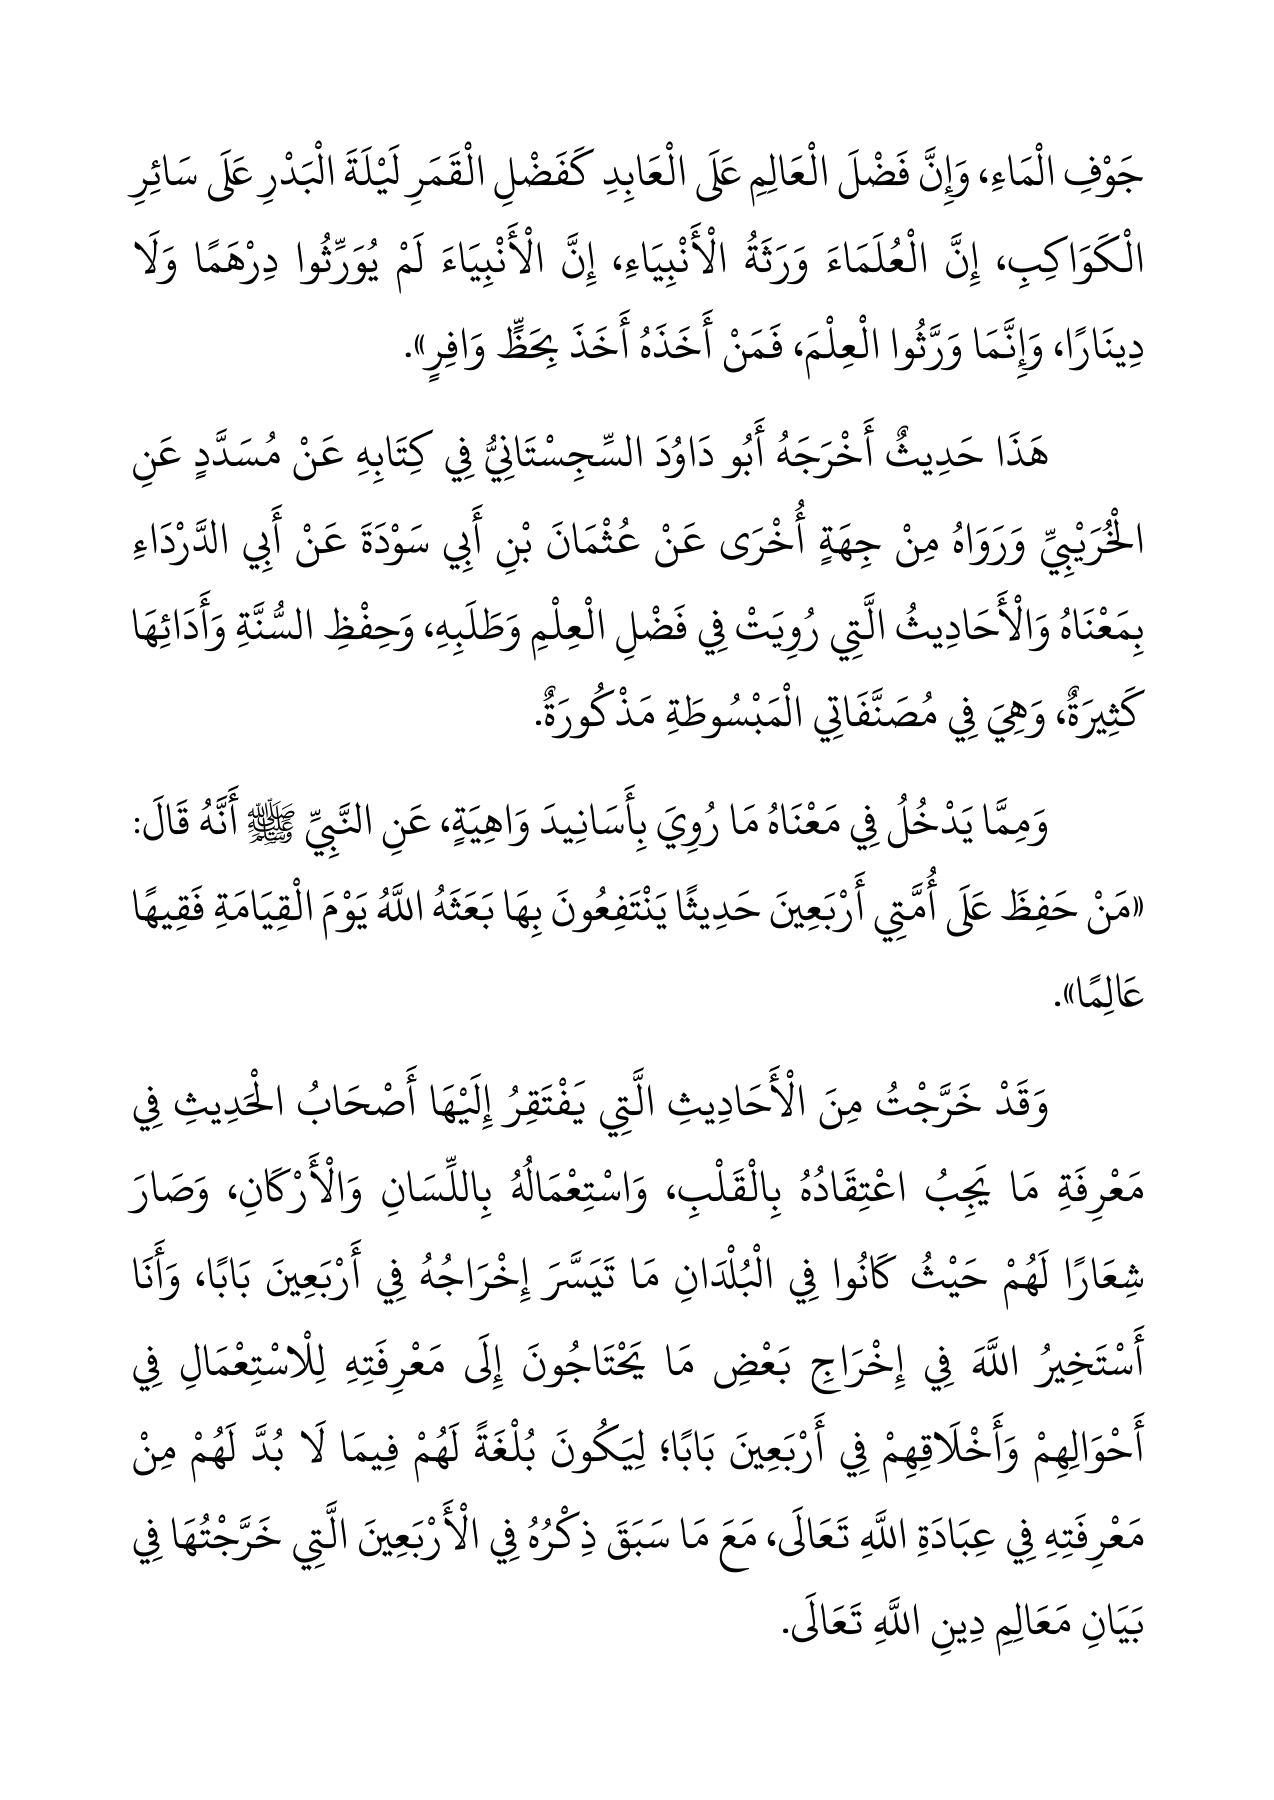 جَوْفِ الْمَاءِ، وَإِنَّ فَضْلَ الْعَالِمِ عَلَى الْعَابِدِ كَفَضْلِ الْقَمَرِ لَيْلَةَ الْبَدْرِ عَلَى سَائِرِ
الْكَوَاكِبِ، إِنَّ الْعُلَمَاءَ وَرَثَةُ الْأَنْبِيَاءِ، إِنَّ الْأَنْبِيَاءَ لَمْ يُوَرِّثُوا دِرْهَمًا وَلَا
دِينَارًا، وَإِنَّمَا وَرَّثُوا الْعِلْمَ، فَمَنْ أَخَذَهُ أَخَذَ بِحَظٍّ وَافِرٍ».
هَذَا حَدِيثٌ أَخْرَجَهُ أَبُو دَاوُدَ السِّجِسْتَانِيُّ فِي كِتَابِهِ عَنْ مُسَدَّدٍ عَنِ
الْخُرَيْبِيِّ وَرَوَاهُ مِنْ جِهَةٍ أُخْرَى عَنْ عُثْمَانَ بْنِ أَبِي سَوْدَةَ عَنْ أَبِي الدَّرْدَاءِ
بِمَعْنَاهُ وَالْأَحَادِيثُ الَّتِي رُوِيَتْ فِي فَضْلِ الْعِلْمِ وَطَلَبِهِ، وَحِفْظِ السُّنَّةِ وَأَدَائِهَا
كَثِيرَةٌ، وَهِيَ فِي مُصَنَّفَاتِي الْمَبْسُوطَةِ مَذْكُورَةٌ.
وَمِمَّا يَدْخُلُ فِي مَعْنَاهُ مَا رُوِيَ بِأَسَانِيدَ وَاهِيَةٍ، عَنِ النَّبِيِّ ﷺ أَنَّهُ قَالَ:
«مَنْ حَفِظَ عَلَى أُمَّتِي أَرْبَعِينَ حَدِيثًا يَنْتَفِعُونَ بِهَا بَعَثَهُ اللَّهُ يَوْمَ الْقِيَامَةِ فَقِيهًا
عَالِمًا».
وَقَدْ خَرَّجْتُ مِنَ الْأَحَادِيثِ الَّتِي يَفْتَقِرُ إِلَيْهَا أَصْحَابُ الْحَدِيثِ فِي
مَعْرِفَةِ مَا يَجِبُ اعْتِقَادُهُ بِالْقَلْبِ، وَاسْتِعْمَالُهُ بِاللِّسَانِ وَالْأَرْكَانِ، وَصَارَ
شِعَارًا لَهُمْ حَيْثُ كَانُوا فِي الْبُلْدَانِ مَا تَيَسَّرَ إِخْرَاجُهُ فِي أَرْبَعِينَ بَابًا، وَأَنَا
أَسْتَخِيرُ اللَّهَ فِي إِخْرَاجِ بَعْضِ مَا يَحْتَاجُونَ إِلَى مَعْرِفَتِهِ لِلْاسْتِعْمَالِ فِي
أَحْوَالِهِمْ وَأَخْلَاقِهِمْ فِي أَرْبَعِينَ بَابًا؛ لِيَكُونَ بُلْغَةً لَهُمْ فِيمَا لَا بُدَّ لَهُمْ مِنْ
مَعْرِفَتِهِ فِي عِبَادَةِ اللَّهِ تَعَالَى، مَعَ مَا سَبَقَ ذِكْرُهُ فِي الْأَرْبَعِينَ الَّتِي خَرَّجْتُهَا فِي
بَيَانِ مَعَالِمِ دِينِ اللَّهِ تَعَالَى.